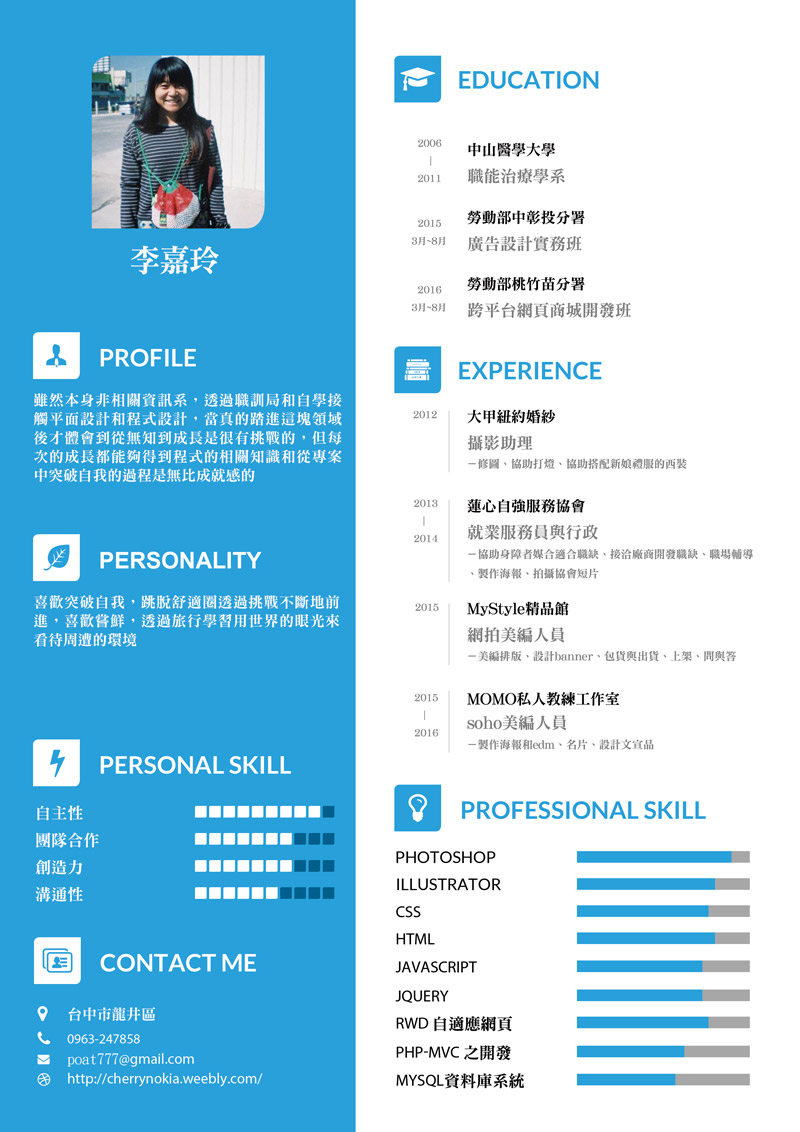 李嘉玲
PROFILE
雖然本身非相關資訊系，透過職訓局和自學接
觸平面設計和程式設計，當真的踏進這塊領域
後才體會到從無知到成長是很有挑戰的，但每
次的成長都能夠得到程式的相關知識和從專案
中突破自我的過程是無比成就感的
PERSONALITY
喜歡突破自我，跳脫舒適圈透過挑戰不斷地前
進，喜歡嘗鮮，透過旅行學習用世界的眼光來
看待周遭的環境
PERSONAL SKILL
自主性
團隊合作
創造力
溝通性
CONTACT ME
台中市龍井區
0963-247858
poat777@gmail.com
http://cherrynokia.weebly.com/
EDUCATION
2006
|
2011
中山醫學大學
職能治療學系
2015
3月~8月
勞動部中彰投分署
廣告設計實務班
2016
3月~8月
勞動部桃竹苗分署
跨平台網頁商城開發班
EXPERIENCE
2012
大甲紐約婚紗
攝影助理
－修圖、協助打燈、協助搭配新娘禮服的西裝
2013
|
2014
蓮心自強服務協會
就業服務員與行政
－協助身障者媒合適合職缺、接洽廠商開發職缺、職場輔導
、製作海報、拍攝協會短片
2015
MyStyle精品館
網拍美編人員
－美編排版、設計banner、包貨與出貨、上架、問與答
2015
|
2016
MOMO私人教練工作室
soho美編人員
－製作海報和edm、名片、設計文宣品
PROFESSIONAL SKILL
PHOTOSHOP
ILLUSTRATOR
CSS
HTML
JAVASCRIPT
JQUERY
RWD 自適應網頁
PHP-MVC 之開發
MYSQL資料庫系統